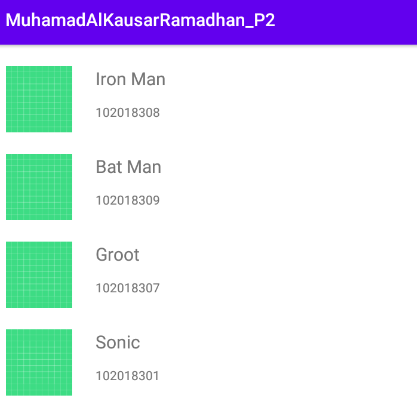 MuhamadAlKausarRamadhan_P2
Iron Man
102018308
Bat Man
102018309
Groot
102018307
Sonic
102018301